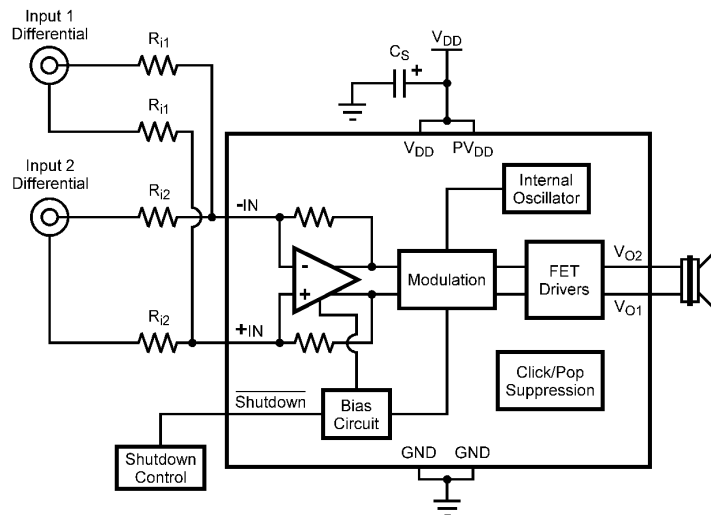 Input 1
Differential
Ri1
Ri1
Input 2
Differential
Ri2
Ri2
CS
+
VDD
VDD
PVDD
Internal
Oscillator
-IN
-
+
+IN
Modulation
FET
Drivers
VO2
VO1
Click/Pop
Suppression
Shutdown
Bias
Circuit
Shutdown
Control
GND
GND